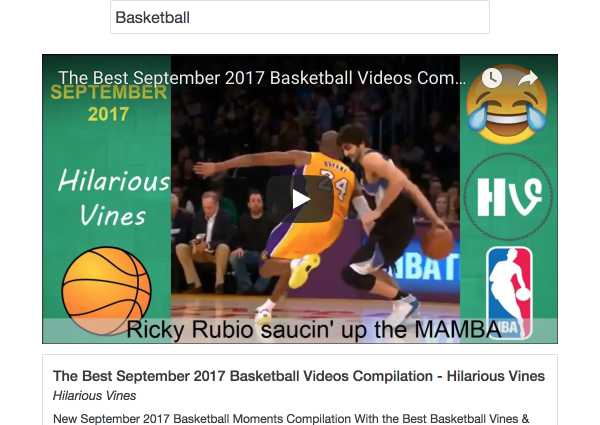 Basketball
The Best September 2017 Basketball Videos Com...
SEPTEMBER
2017
Hilarious
Vines
BRYANT
24
HV
NBA
NBA
Ricky Rubio saucin' up the MAMBA
The Best September 2017 Basketball Videos Compilation - Hilarious Vines
Hilarious Vines
New September 2017 Basketball Moments Compilation With the Best Basketball Vines &